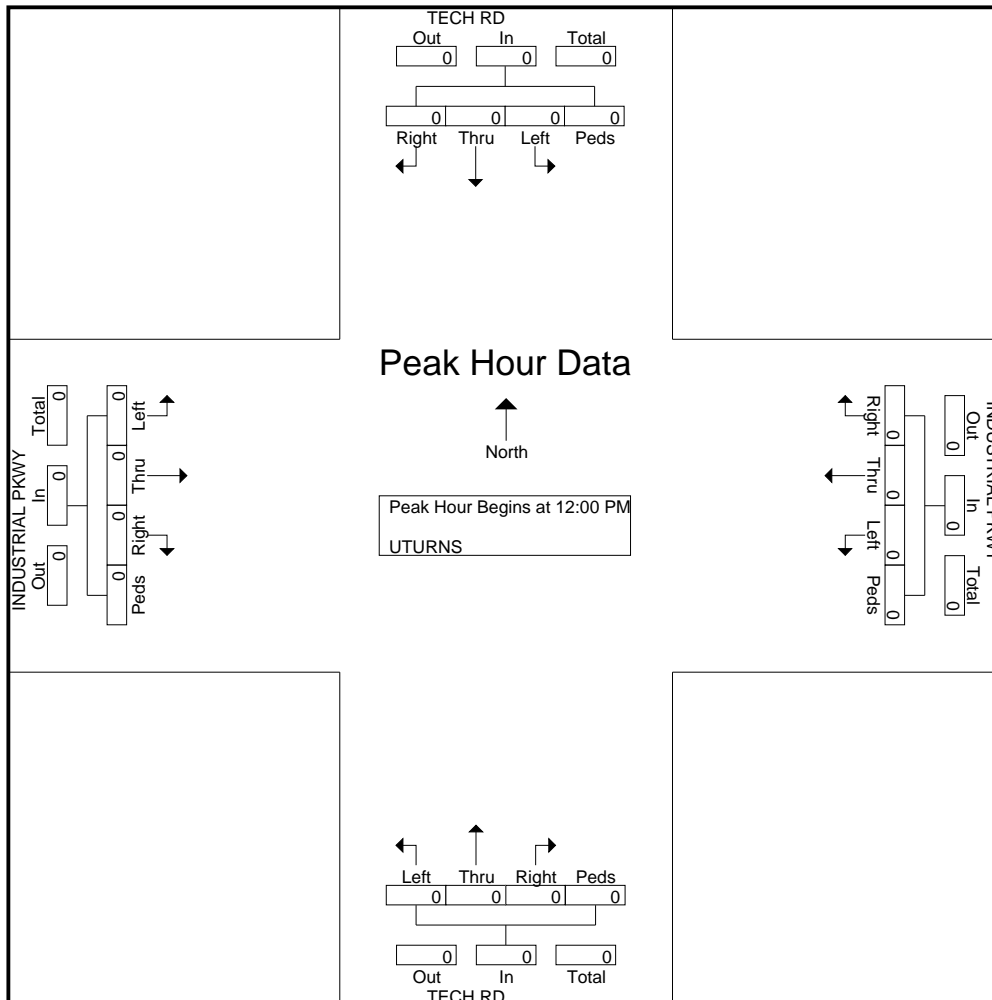 TECH RD
Out In Total
0 0 0
0 0 0 0
Right Thru Left Peds
Peak Hour Data
North
Peak Hour Begins at 12:00 PM
UTURNS
INDUSTRIAL PKWY
Total In Out
0 0 0
0 0 0 0
Left Thru Right Peds
Right Thru Left Peds
0 0 0 0
0 0 0
Out In Total
INDUSTRIAL PKWY
Left Thru Right Peds
0 0 0 0
0 0 0
Out In Total
TECH RD